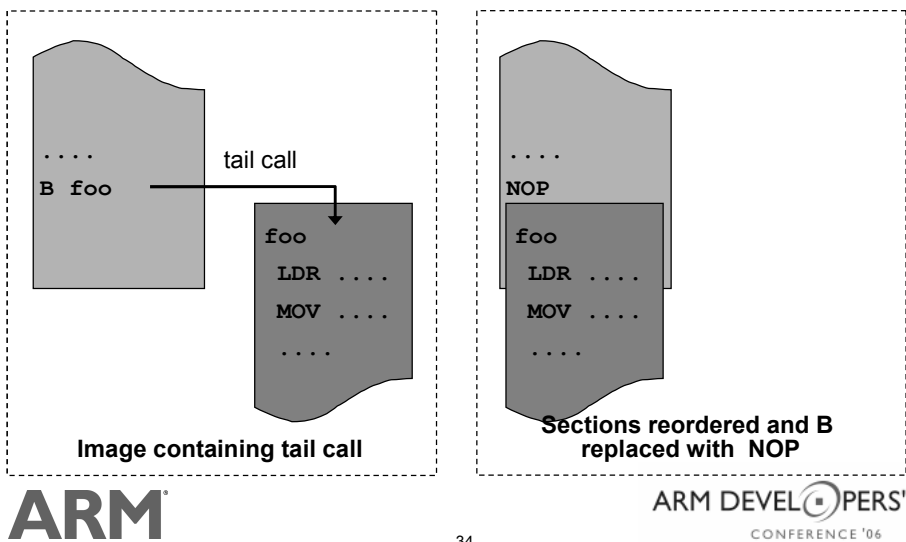 ....
B foo
tail call
foo
LDR ....
MOV ....
....
Image containing tail call
....
NOP
foo
LDR ....
MOV ....
....
Sections reordered and B
replaced with NOP
ARM®
34
ARM DEVELOPERS'
CONFERENCE '06